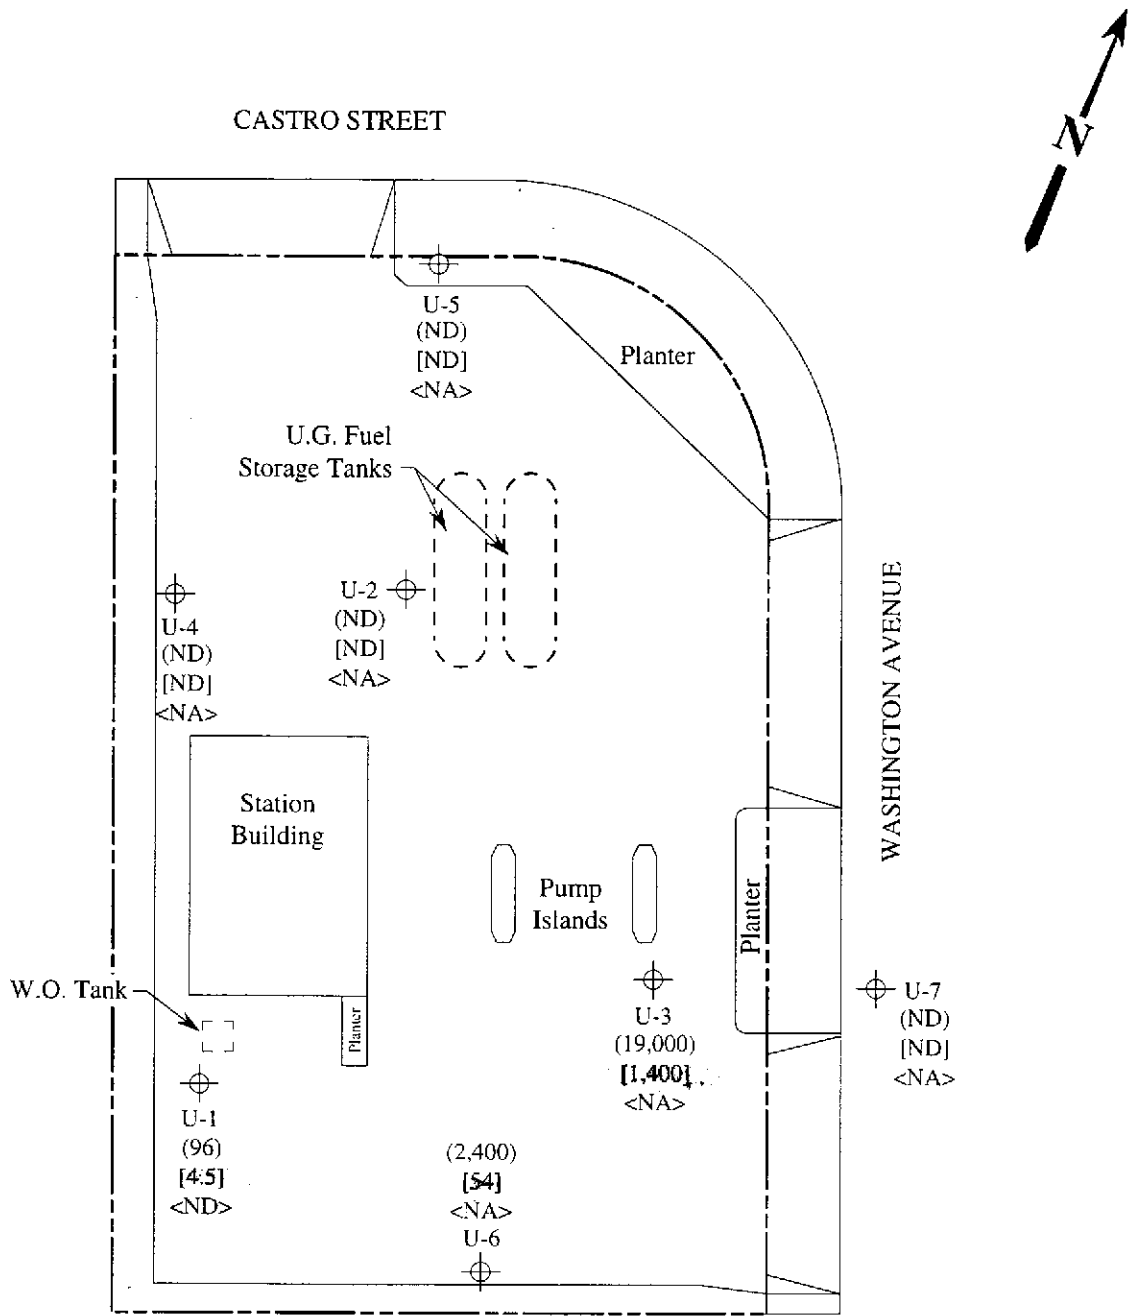 N
CASTRO STREET
U-5
(ND)
[ND]
<NA>
Planter
U.G. Fuel
Storage Tanks
U-2
(ND)
[ND]
<NA>
U-4
(ND)
[ND]
<NA>
WASHINGTON AVENUE
Station
Building
Pump
Islands
Planter
W.O. Tank
Planter
U-3
(19,000)
[1,400]
<NA>
U-7
(ND)
[ND]
<NA>
U-1
(96)
[4.5]
<ND>
(2,400)
[54]
<NA>
U-6